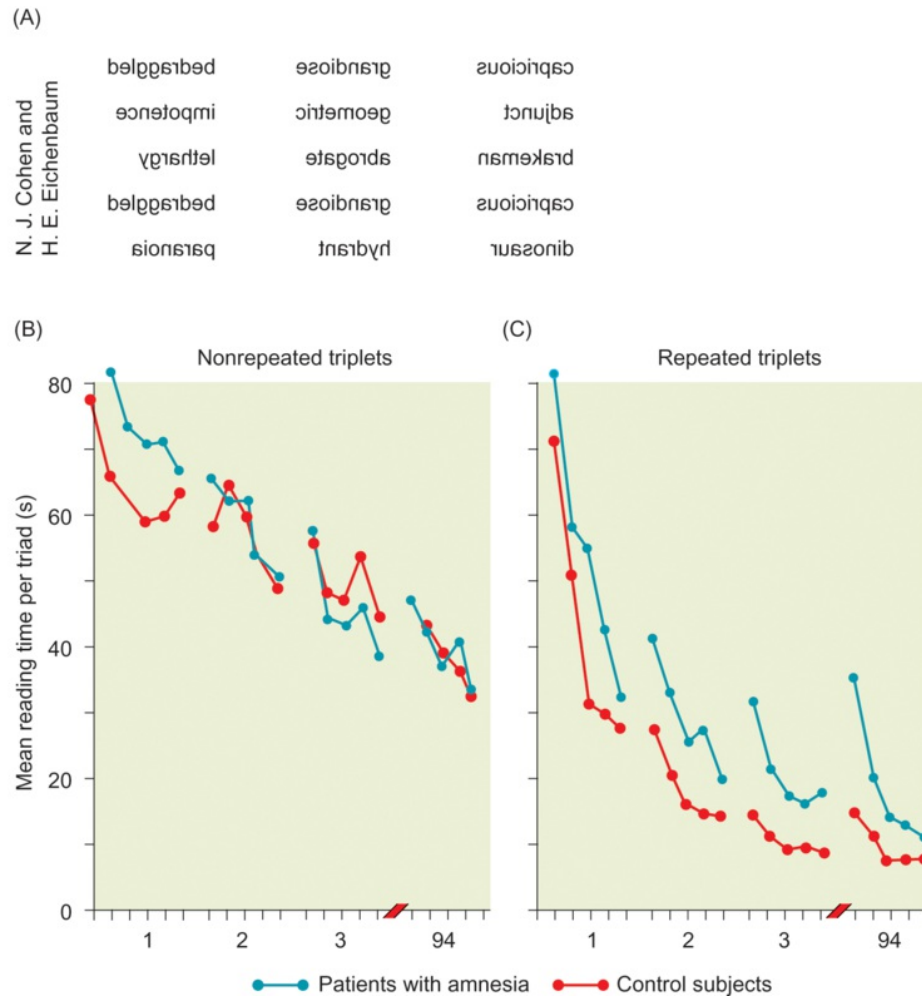 (A)
N. J. Cohen and
H. E. Eichenbaum
bedraggled grandiose capricious
impotence geometric adjunct
lethargy abrogate brakeman
bedraggled grandiose capricious
paranoia hydrant dinosaur
(B) (C)
Nonrepeated triplets Repeated triplets
Mean reading time per triad (s)
80
60
40
20
0
1 2 3 94 1 2 3 94
Patients with amnesia Control subjects